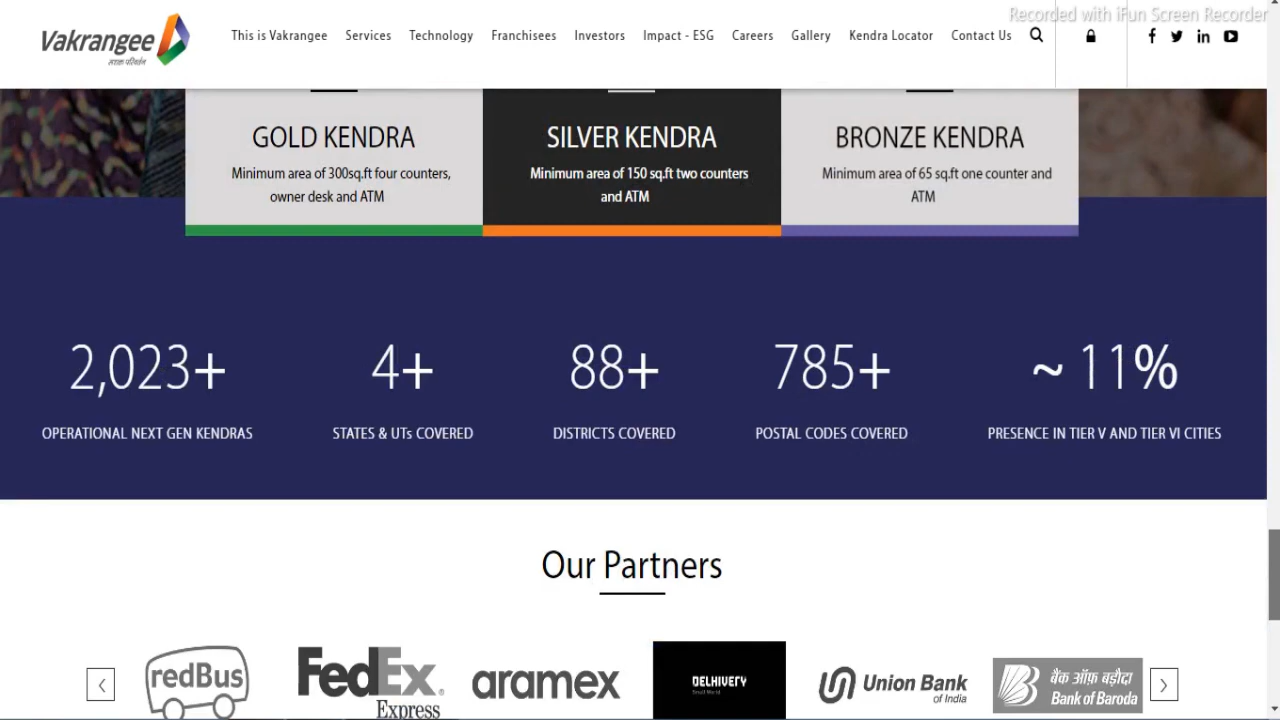 Recorded with iFun Screen Recorder
Vakrangee
This is Vakrangee Services Technology Franchisees Investors Impact - ESG Careers Gallery Kendra Locator Contact Us
GOLD KENDRA
Minimum area of 300sq.ft four counters,
owner desk and ATM
SILVER KENDRA
Minimum area of 150 sq.ft two counters
and ATM
BRONZE KENDRA
Minimum area of 65 sq.ft one counter and
ATM
2,023+
OPERATIONAL NEXT GEN KENDRAS
4+
STATES & UTs COVERED
88+
DISTRICTS COVERED
785+
POSTAL CODES COVERED
~ 11%
PRESENCE IN TIER V AND TIER VI CITIES
Our Partners
redBus
FedEx
Express
aramex
DELHIVERY
Small World
Union Bank
of India
बैंक ऑफ़ बड़ौदा
Bank of Baroda